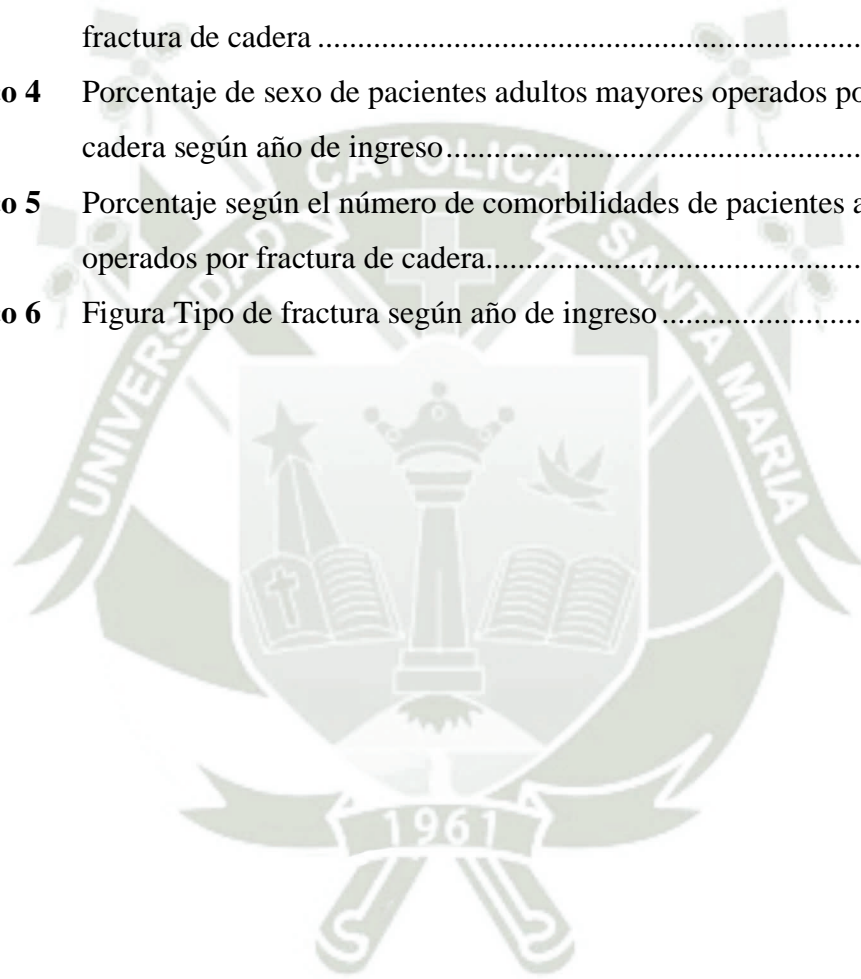 fractura de cadera ....................................................................................
o 4 Porcentaje de sexo de pacientes adultos mayores operados po
cadera según año de ingreso..............................................................
o 5 Porcentaje según el número de comorbilidades de pacientes a
operados por fractura de cadera.......................................................
o 6 Figura Tipo de fractura según año de ingreso .............................
UNIVERSIDAD CATOLICA SANTA MARIA
1961